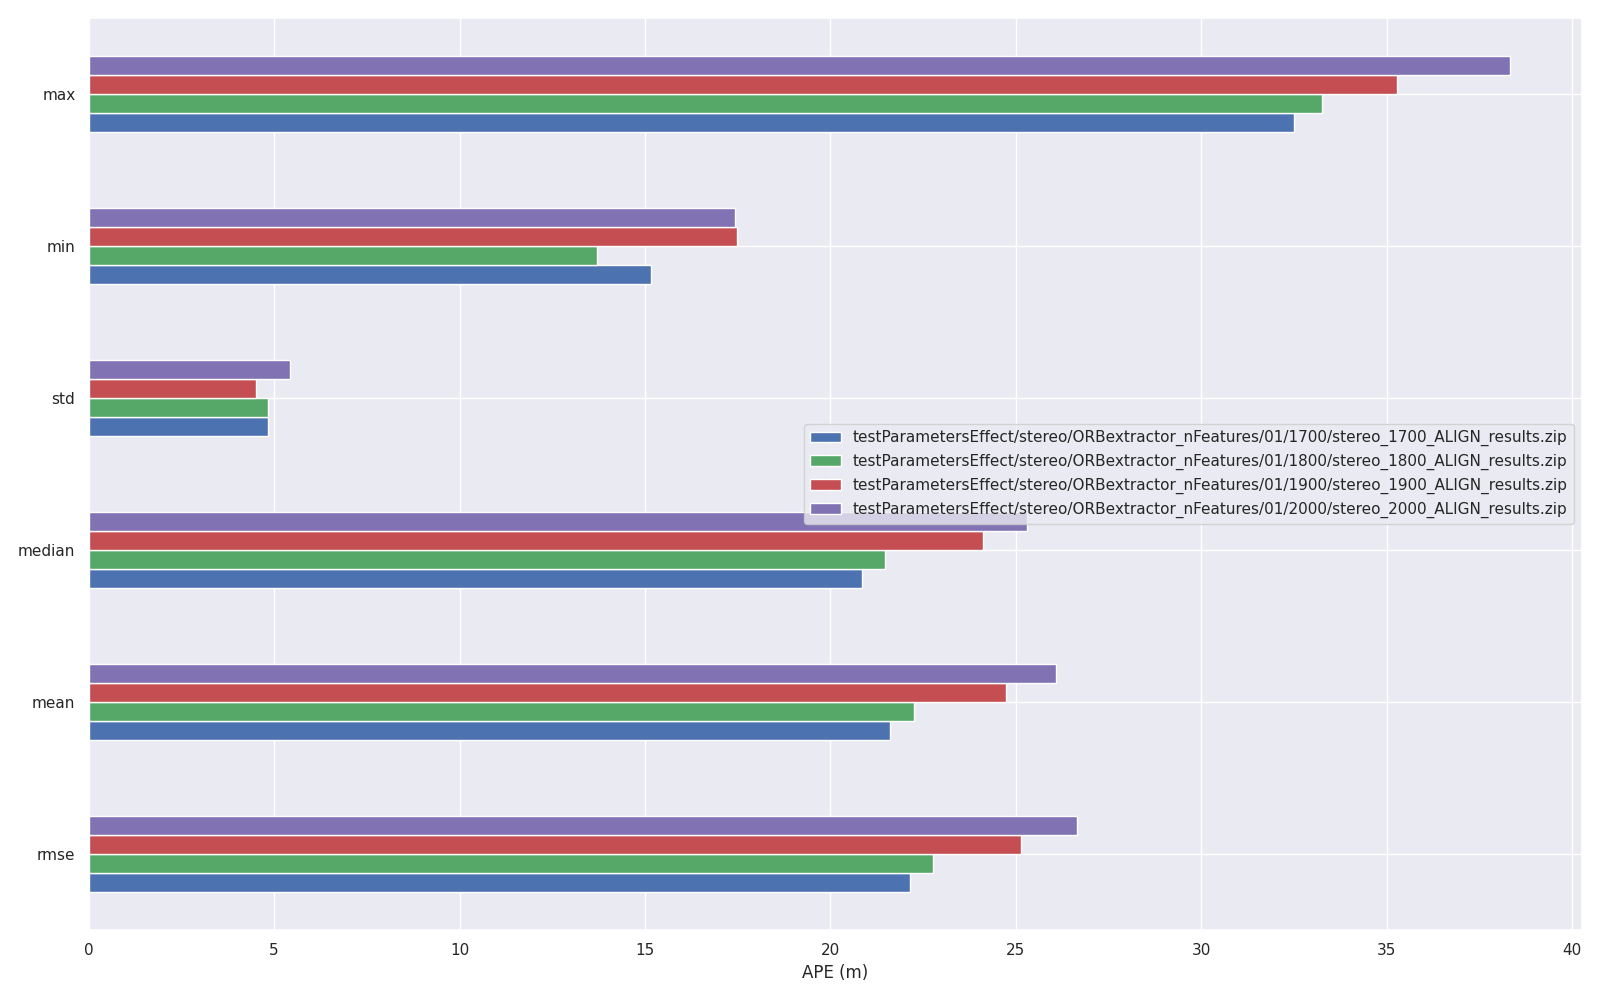 max
min
std
testParametersEffect/stereo/ORBextractor_nFeatures/01/1700/stereo_1700_ALIGN_results.zip
testParametersEffect/stereo/ORBextractor_nFeatures/01/1800/stereo_1800_ALIGN_results.zip
testParametersEffect/stereo/ORBextractor_nFeatures/01/1900/stereo_1900_ALIGN_results.zip
testParametersEffect/stereo/ORBextractor_nFeatures/01/2000/stereo_2000_ALIGN_results.zip
median
mean
rmse
0 5 10 15 20 25 30 35 40
APE (m)